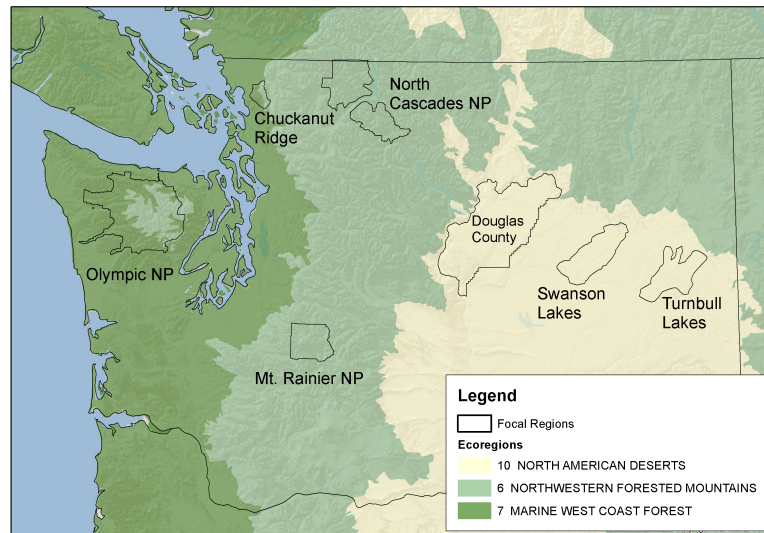 North
Cascades NP
Chuckanut
Ridge
Douglas
County
Olympic NP
Swanson
Lakes
Turnbull
Lakes
Mt. Rainier NP
Legend
Focal Regions
Ecoregions
10 NORTH AMERICAN DESERTS
6 NORTHWESTERN FORESTED MOUNTAINS
7 MARINE WEST COAST FOREST